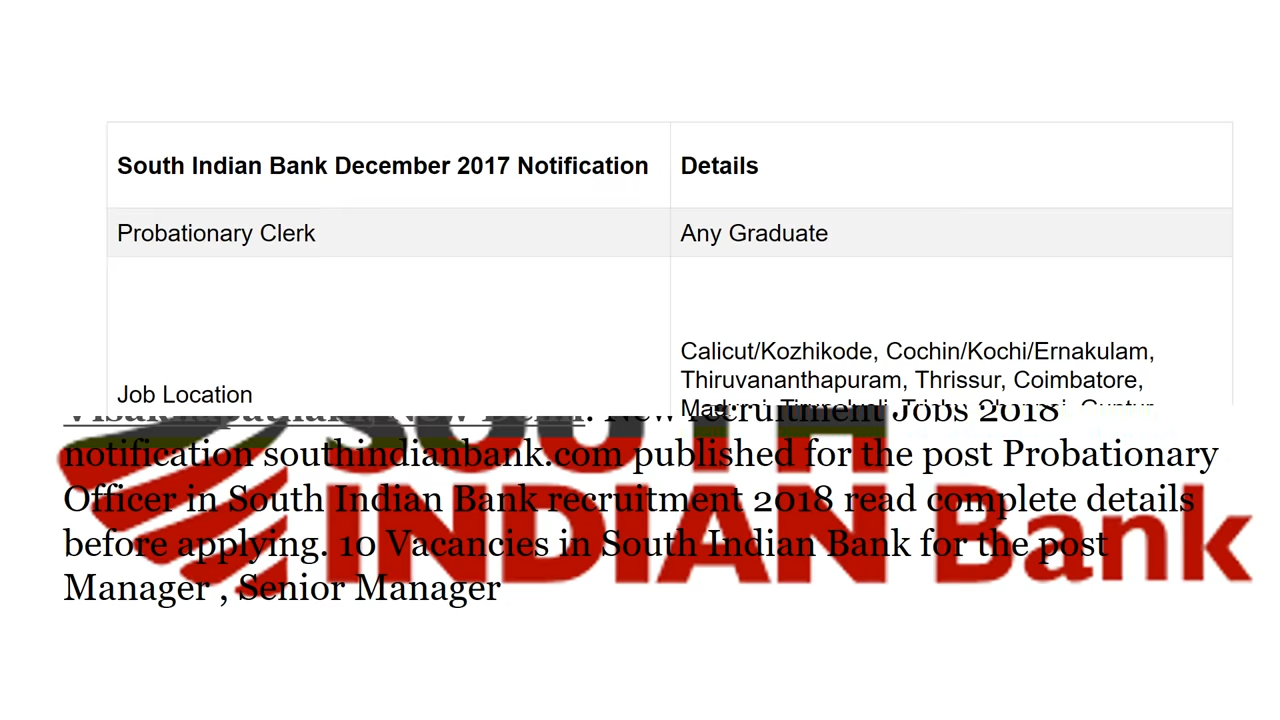 South Indian Bank December 2017 Notification Details
Probationary Clerk Any Graduate
Calicut/Kozhikode, Cochin/Kochi/Ernakulam,
Thiruvananthapuram, Thrissur, Coimbatore,
Job Location
New recruitment Jobs 2018
notification southindianbank.com published for the post Probationary
Officer in South Indian Bank recruitment 2018 read complete details
before applying. 10 Vacancies in South Indian Bank for the post
Manager , Senior Manager
SOUTH
INDIAN Bank